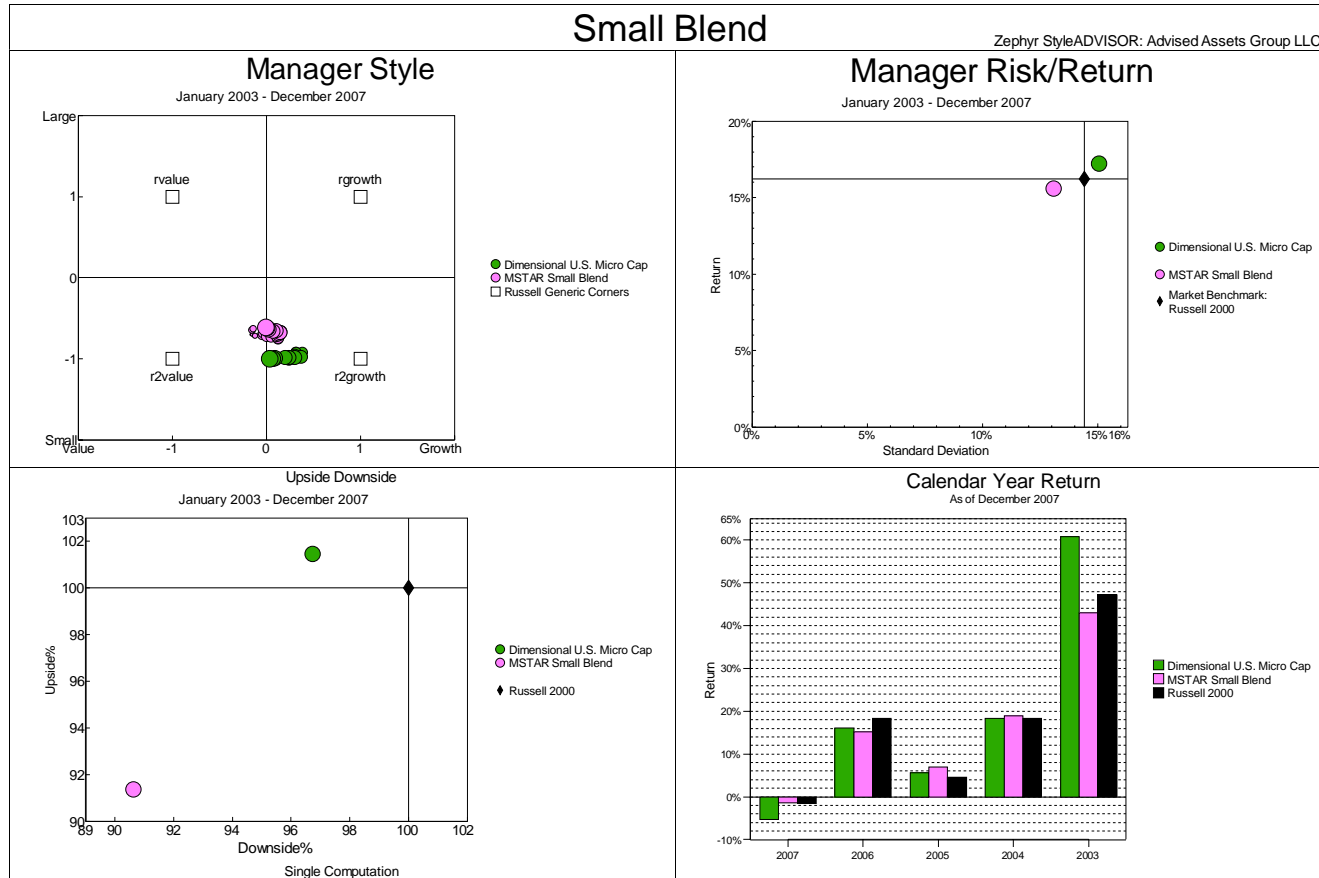 Small Blend
Zephyr StyleADVISOR: Advised Assets Group LLC
Manager Style
January 2003 - December 2007
Large
rvalue
rgrowth
1
0
-1
r2value
r2growth
Small
Value
-1
0
1
Growth
Dimensional U.S. Micro Cap
MSTAR Small Blend
Russell Generic Corners
Manager Risk/Return
January 2003 - December 2007
20%
15%
10%
5%
0%
Return
0%
5%
10%
15%
16%
Standard Deviation
Dimensional U.S. Micro Cap
MSTAR Small Blend
Market Benchmark:
Russell 2000
Upside Downside
January 2003 - December 2007
103
102
100
98
96
94
92
90
Upside%
89
90
92
94
96
98
100
102
Downside%
Single Computation
Dimensional U.S. Micro Cap
MSTAR Small Blend
Russell 2000
Calendar Year Return
As of December 2007
65%
60%
50%
40%
30%
20%
10%
0%
-10%
Return
2007
2006
2005
2004
2003
Dimensional U.S. Micro Cap
MSTAR Small Blend
Russell 2000